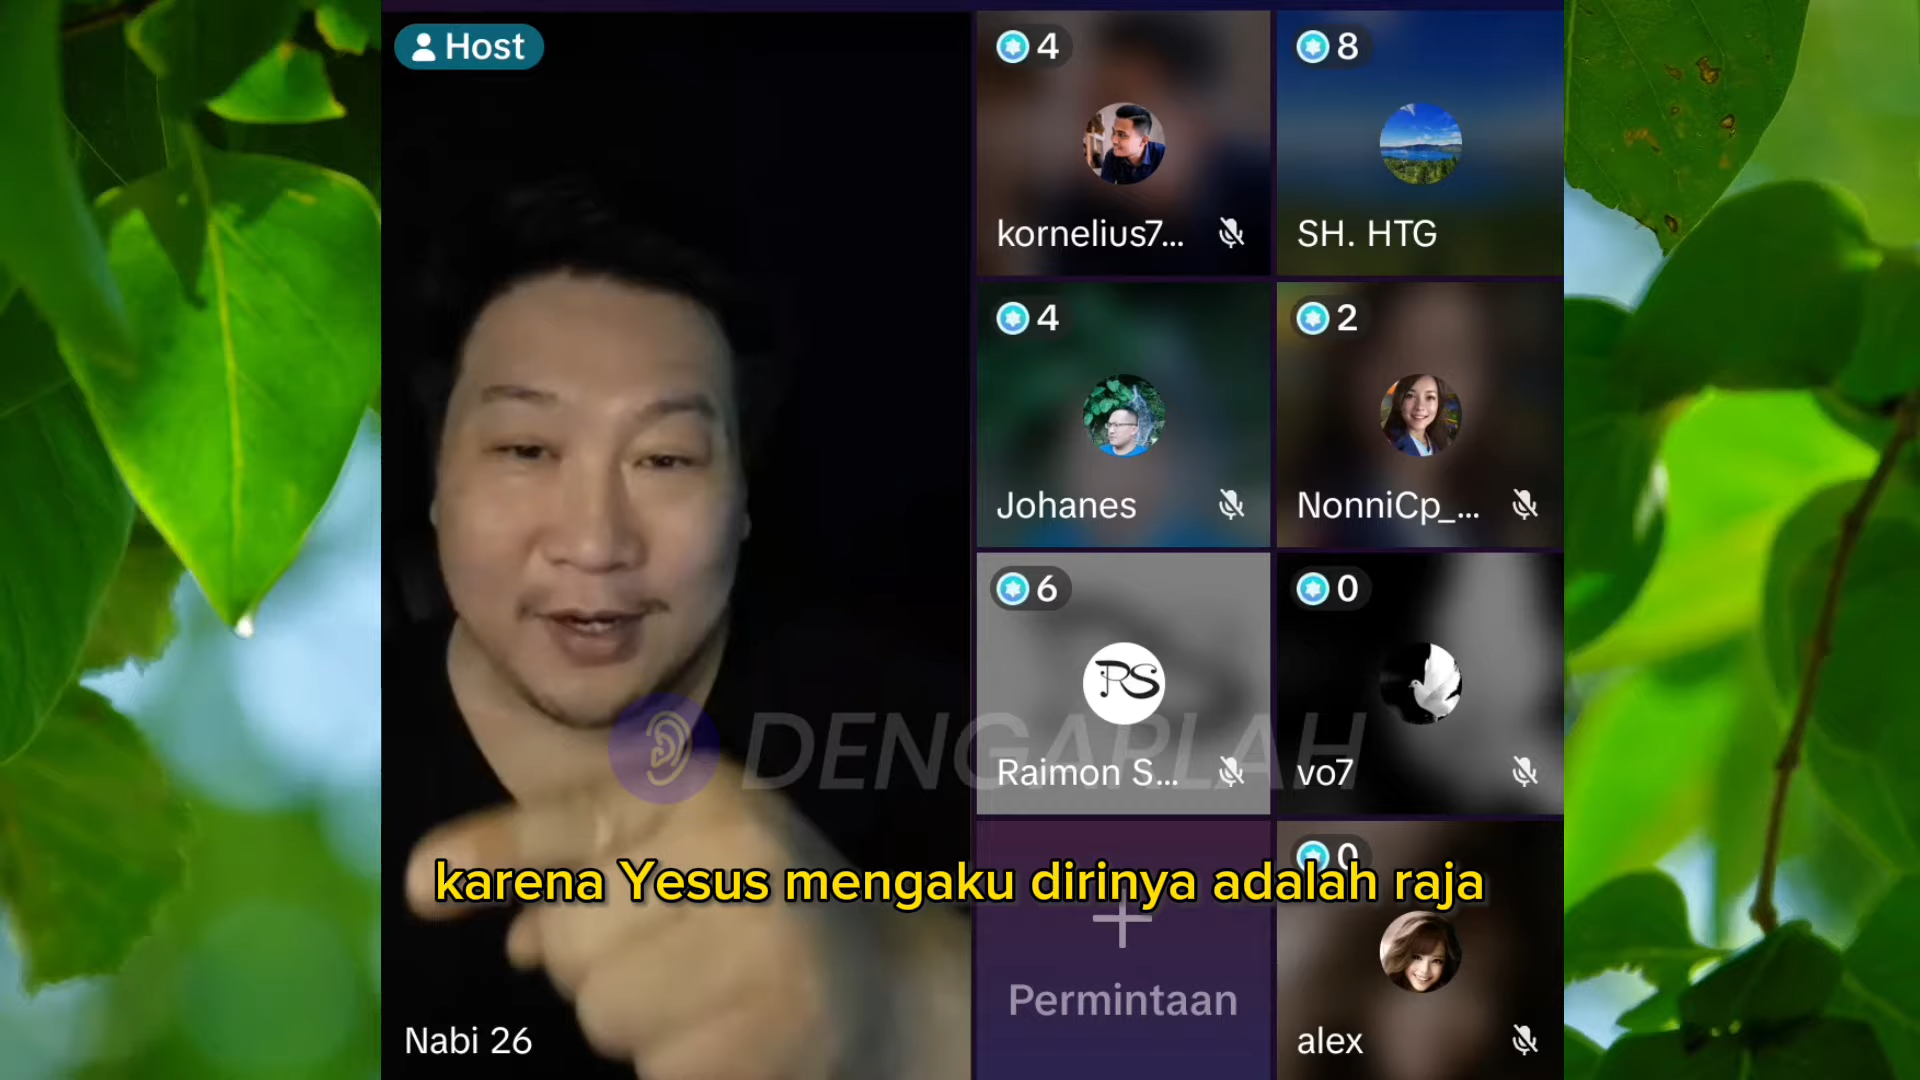 Host
4
8
kornelius7...
SH. HTG
4
2
Johanes
NonniCp_...
6
0
RS
DENGARLAH
Raimon S...
vo7
0
karena Yesus mengaku dirinya adalah raja
Permintaan
Nabi 26
alex